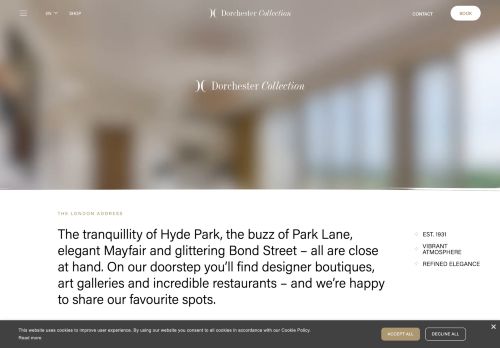 EN
SHOP
Dorchester Collection
CONTACT
BOOK
Dorchester Collection
THE LONDON ADDRESS
The tranquillity of Hyde Park, the buzz of Park Lane,
elegant Mayfair and glittering Bond Street – all are close
at hand. On our doorstep you'll find designer boutiques,
art galleries and incredible restaurants – and we're happy
to share our favourite spots.
EST. 1931
VIBRANT
ATMOSPHERE
REFINED ELEGANCE
This website uses cookies to improve user experience. By using our website you consent to all cookies in accordance with our Cookie Policy.
Read more
ACCEPT ALL
DECLINE ALL